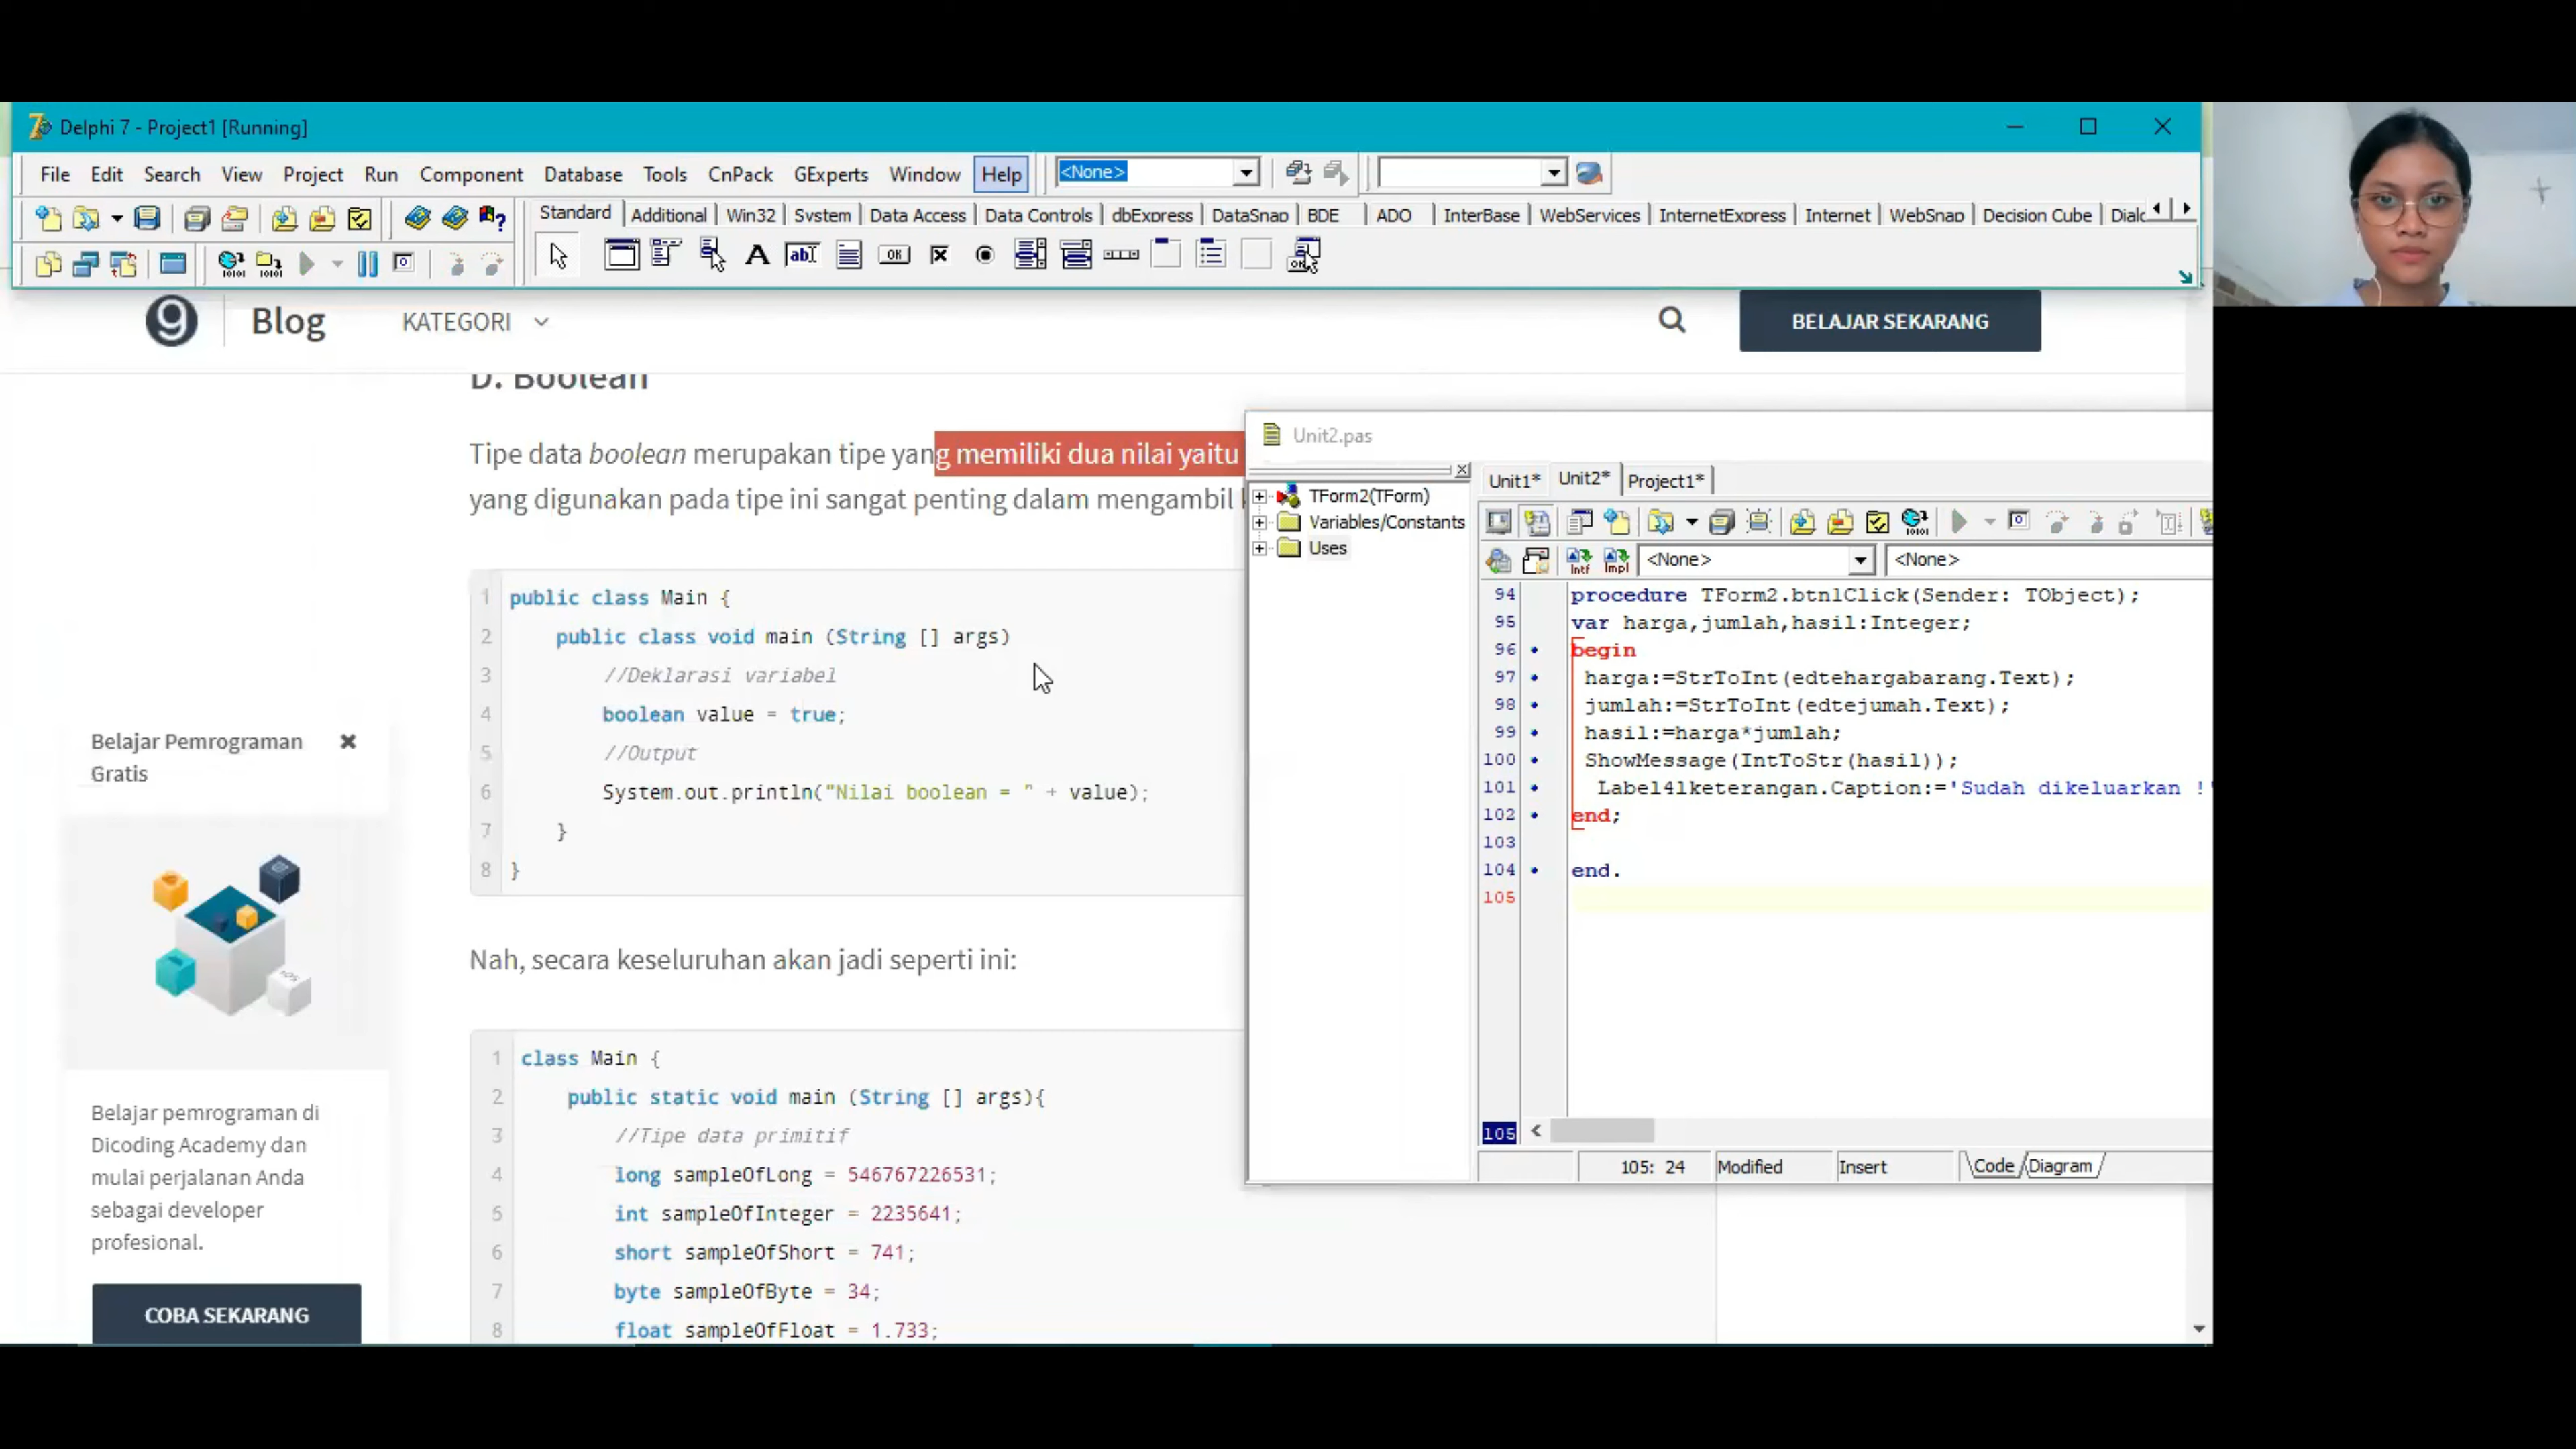 Delphi 7 - Project1 [Running]
File Edit Search View Project Run Component Database Tools CnPack GExperts Window Help <None>
Standard Additional Win32 System Data Access Data Controls dbExpress DataSnap BDE ADO InterBase WebServices InternetExpress Internet WebSnap Decision Cube
Blog KATEGORI BELAJAR SEKARANG
D. Boolean
Tipe data boolean merupakan tipe yang memiliki dua nilai yaitu
yang digunakan pada tipe ini sangat penting dalam mengambil
1 public class Main {
2 public class void main (String [] args)
3 //Deklarasi variabel
4 boolean value = true;
5 //Output
6 System.out.println("Nilai boolean = " + value);
7 }
8 }
Nah, secara keseluruhan akan jadi seperti ini:
1 class Main {
2 public static void main (String [] args){
3 //Tipe data primitif
4 long sampleOfLong = 546767226531;
5 int sampleOfInteger = 2235641;
6 short sampleOfShort = 741;
7 byte sampleOfByte = 34;
8 float sampleOfFloat = 1.733;
Belajar Pemrograman
Gratis
Belajar pemrograman di
Dicoding Academy dan
mulai perjalanan Anda
sebagai developer
profesional.
COBA SEKARANG
Unit2.pas
TForm2(TForm)
Variables/Constants
Uses
Unit1* Unit2* Project1*
Intf Impl <None> <None>
94 procedure TForm2.btn1Click(Sender: TObject);
95 var harga,jumlah,hasil:Integer;
96 begin
97 harga:=StrToInt(edtehargabarang.Text);
98 jumlah:=StrToInt(edtejumah.Text);
99 hasil:=harga*jumlah;
100 ShowMessage(IntToStr(hasil));
101 Label4lketerangan.Caption:='Sudah dikeluarkan !'
102 end;
103
104 end.
105
105
105: 24 Modified Insert Code Diagram